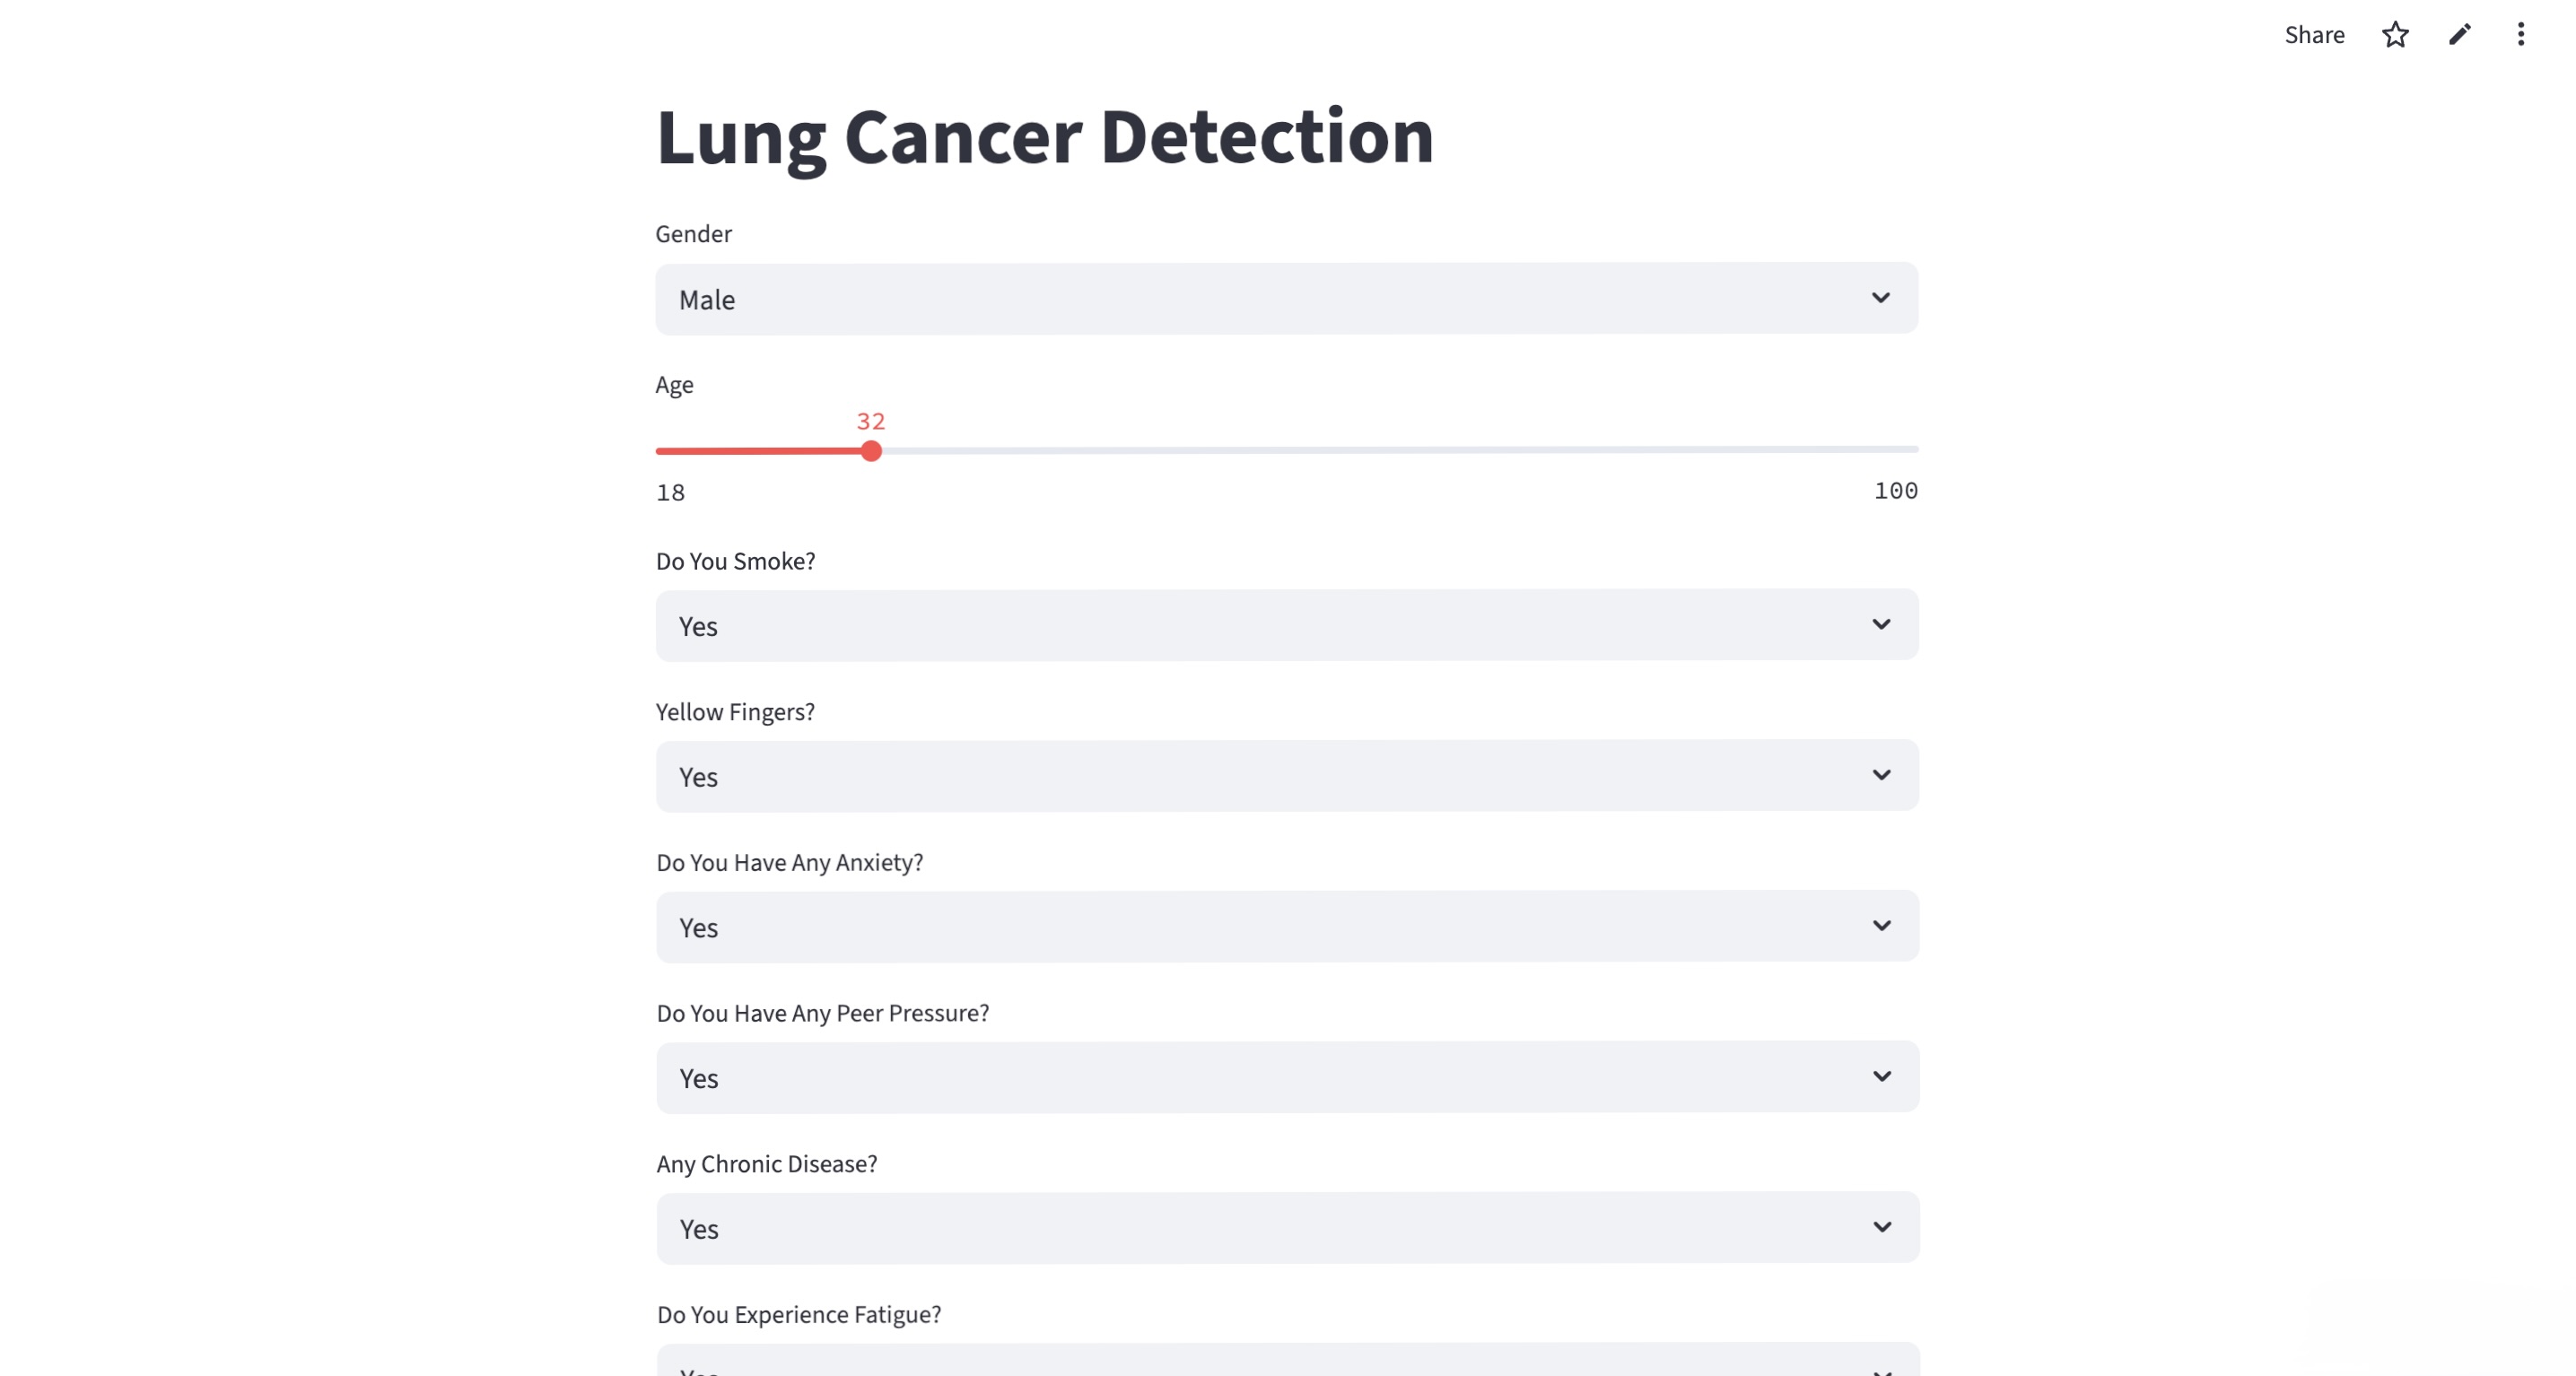 Share
Lung Cancer Detection
Gender
Male
Age
32
18 100
Do You Smoke?
Yes
Yellow Fingers?
Yes
Do You Have Any Anxiety?
Yes
Do You Have Any Peer Pressure?
Yes
Any Chronic Disease?
Yes
Do You Experience Fatigue?